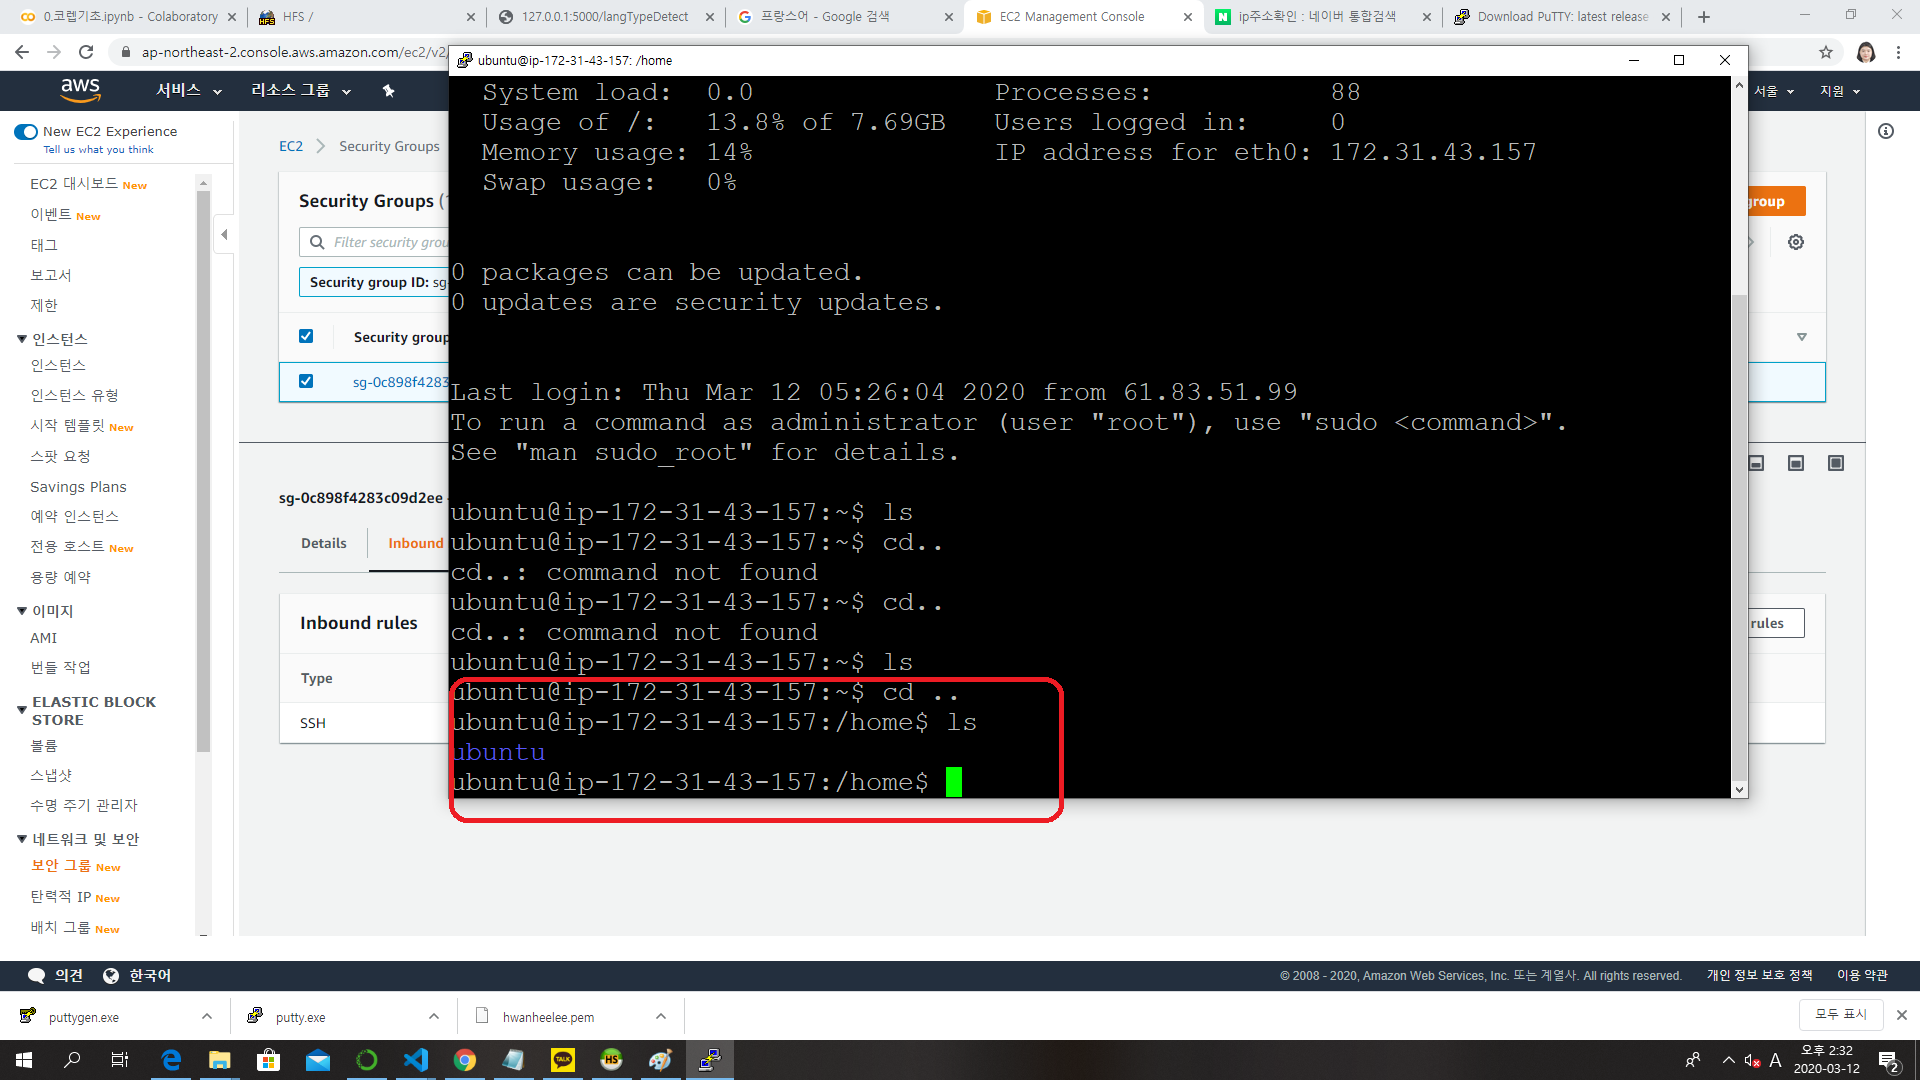 0.코랩기초.ipynb - Colaboratory
HFS /
127.0.0.1:5000/langTypeDetect
프랑스어 - Google 검색
EC2 Management Console
ip주소확인 : 네이버 통합검색
Download PuTTY: latest release
ap-northeast-2.console.aws.amazon.com/ec2/v2/
aws
서비스
리소스 그룹
서울
지원
New EC2 Experience
Tell us what you think
EC2 대시보드 New
이벤트 New
태그
보고서
제한
인스턴스
인스턴스
인스턴스 유형
시작 템플릿 New
스팟 요청
Savings Plans
예약 인스턴스
전용 호스트 New
용량 예약
이미지
AMI
번들 작업
ELASTIC BLOCK
STORE
볼륨
스냅샷
수명 주기 관리자
네트워크 및 보안
보안 그룹 New
탄력적 IP New
배치 그룹 New
EC2 > Security Groups
Security Groups (
Filter security grou
Security group ID: sg-
Security group
sg-0c898f4283
group
sg-0c898f4283c09d2ee
Details
Inbound
Inbound rules
rules
Type
SSH
ubuntu@ip-172-31-43-157: /home
System load:  0.0               Processes:           88
Usage of /:   13.8% of 7.69GB   Users logged in:     0
Memory usage: 14%               IP address for eth0: 172.31.43.157
Swap usage:   0%
0 packages can be updated.
0 updates are security updates.
Last login: Thu Mar 12 05:26:04 2020 from 61.83.51.99
To run a command as administrator (user "root"), use "sudo <command>".
See "man sudo_root" for details.
ubuntu@ip-172-31-43-157:~$ ls
ubuntu@ip-172-31-43-157:~$ cd..
cd..: command not found
ubuntu@ip-172-31-43-157:~$ cd..
cd..: command not found
ubuntu@ip-172-31-43-157:~$ ls
ubuntu@ip-172-31-43-157:~$ cd ..
ubuntu@ip-172-31-43-157:/home$ ls
ubuntu
ubuntu@ip-172-31-43-157:/home$
의견
한국어
© 2008 - 2020, Amazon Web Services, Inc. 또는 계열사. All rights reserved.
개인 정보 보호 정책
이용 약관
puttygen.exe
putty.exe
hwanheelee.pem
모두 표시
TALK
HS
A
오후 2:32
2020-03-12
2